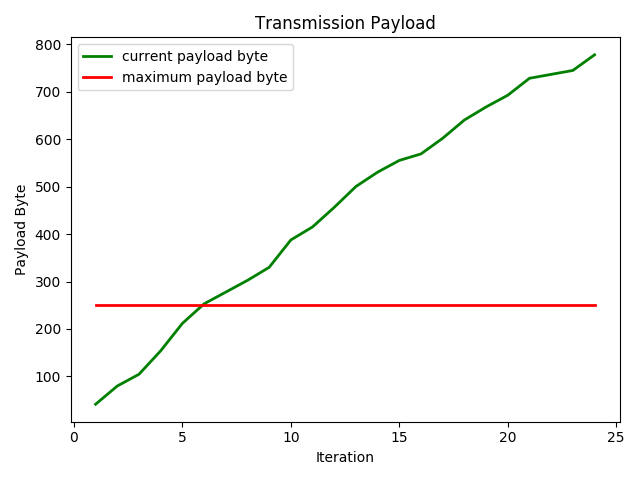 Transmission Payload
current payload byte
maximum payload byte
800
700
600
500
400
300
200
100
Payload Byte
0 5 10 15 20 25
Iteration